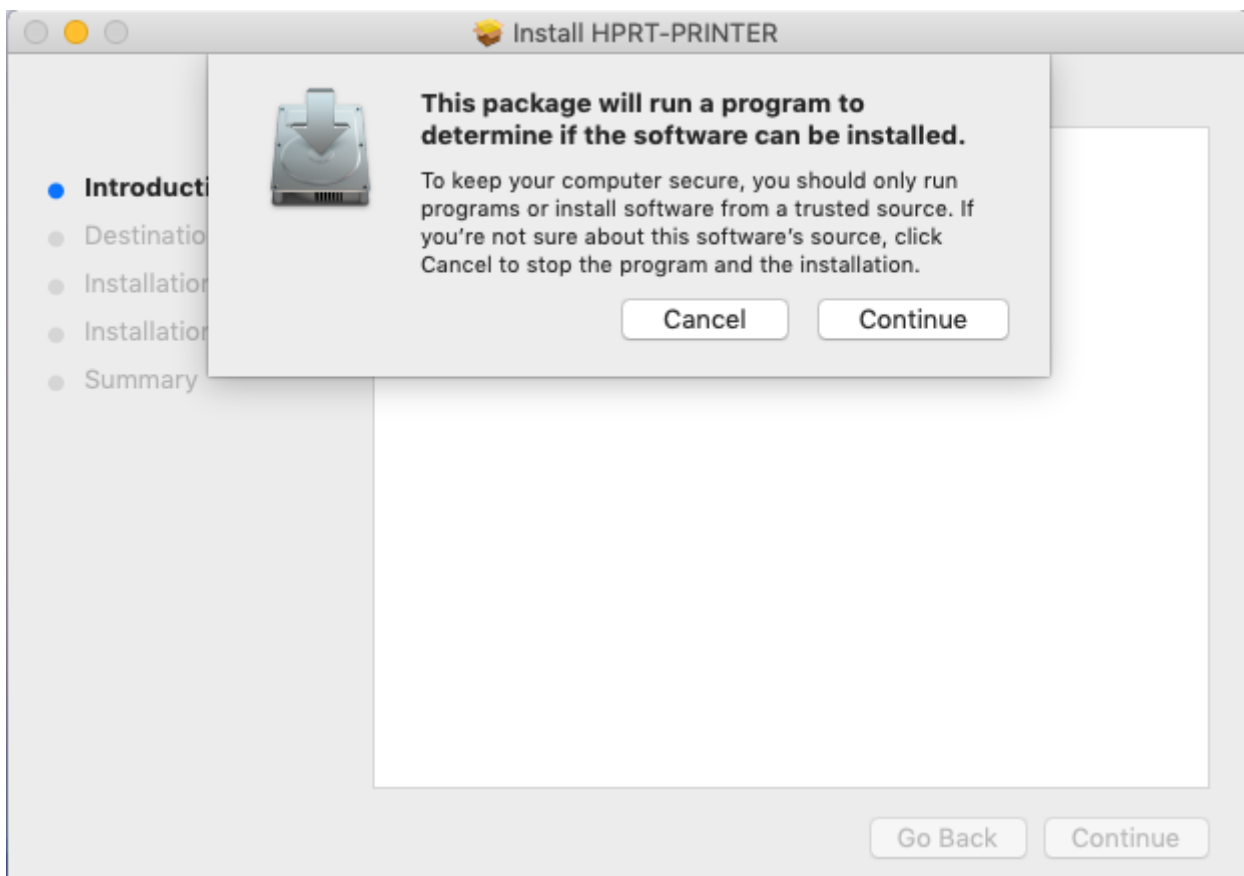 Install HPRT-PRINTER
This package will run a program to
determine if the software can be installed.
To keep your computer secure, you should only run
programs or install software from a trusted source. If
you're not sure about this software's source, click
Cancel to stop the program and the installation.
Cancel
Continue
Introducti
Destinatio
Installation
Installation
Summary
Go Back
Continue